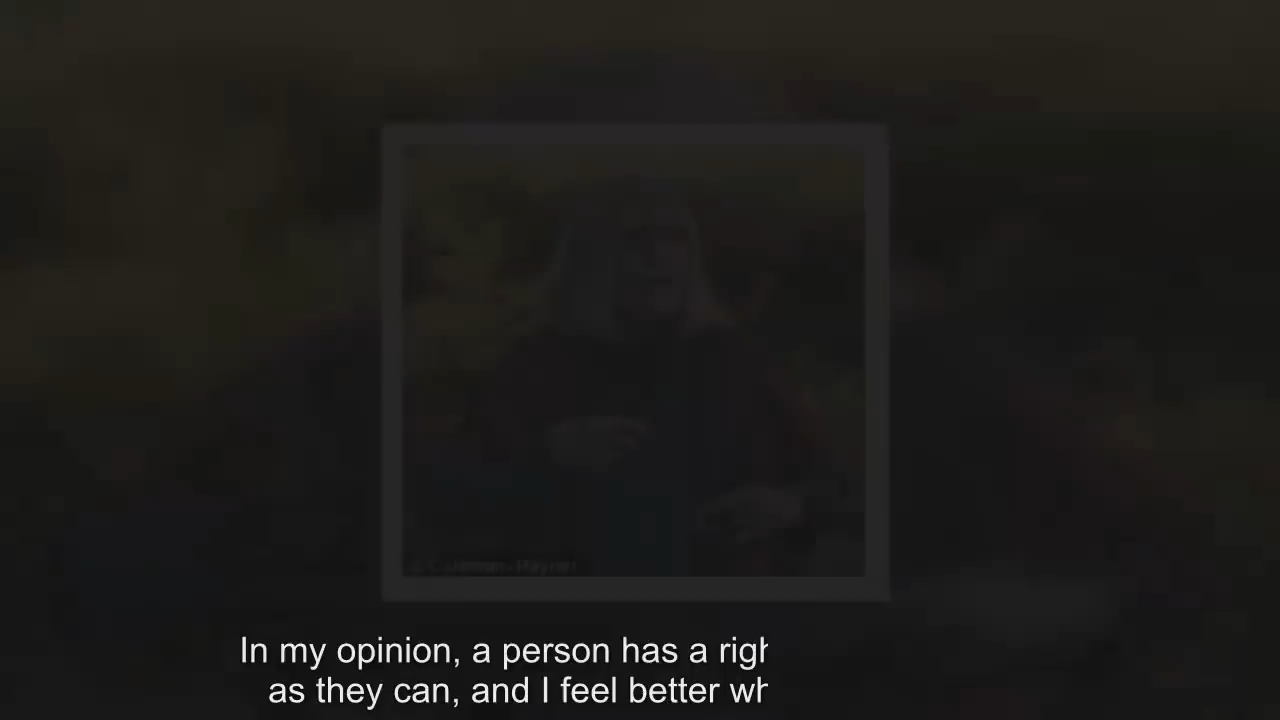 In my opinion, a person has a righ
as they can, and I feel better wh